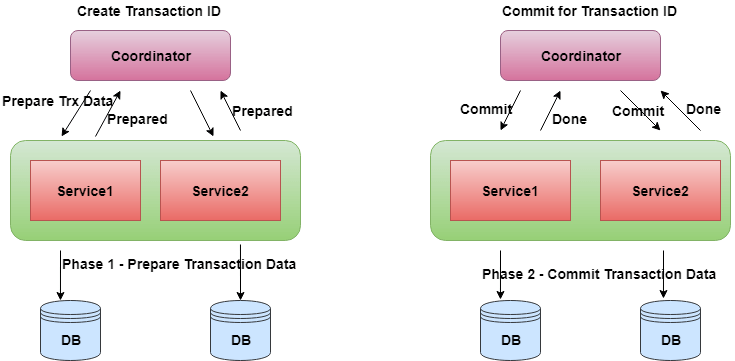 Create Transaction ID
Coordinator
Prepare Trx Data
Prepared
Prepared
Service1
Service2
Phase 1 - Prepare Transaction Data
DB
DB
Commit for Transaction ID
Coordinator
Commit
Done
Commit
Done
Service1
Service2
Phase 2 - Commit Transaction Data
DB
DB